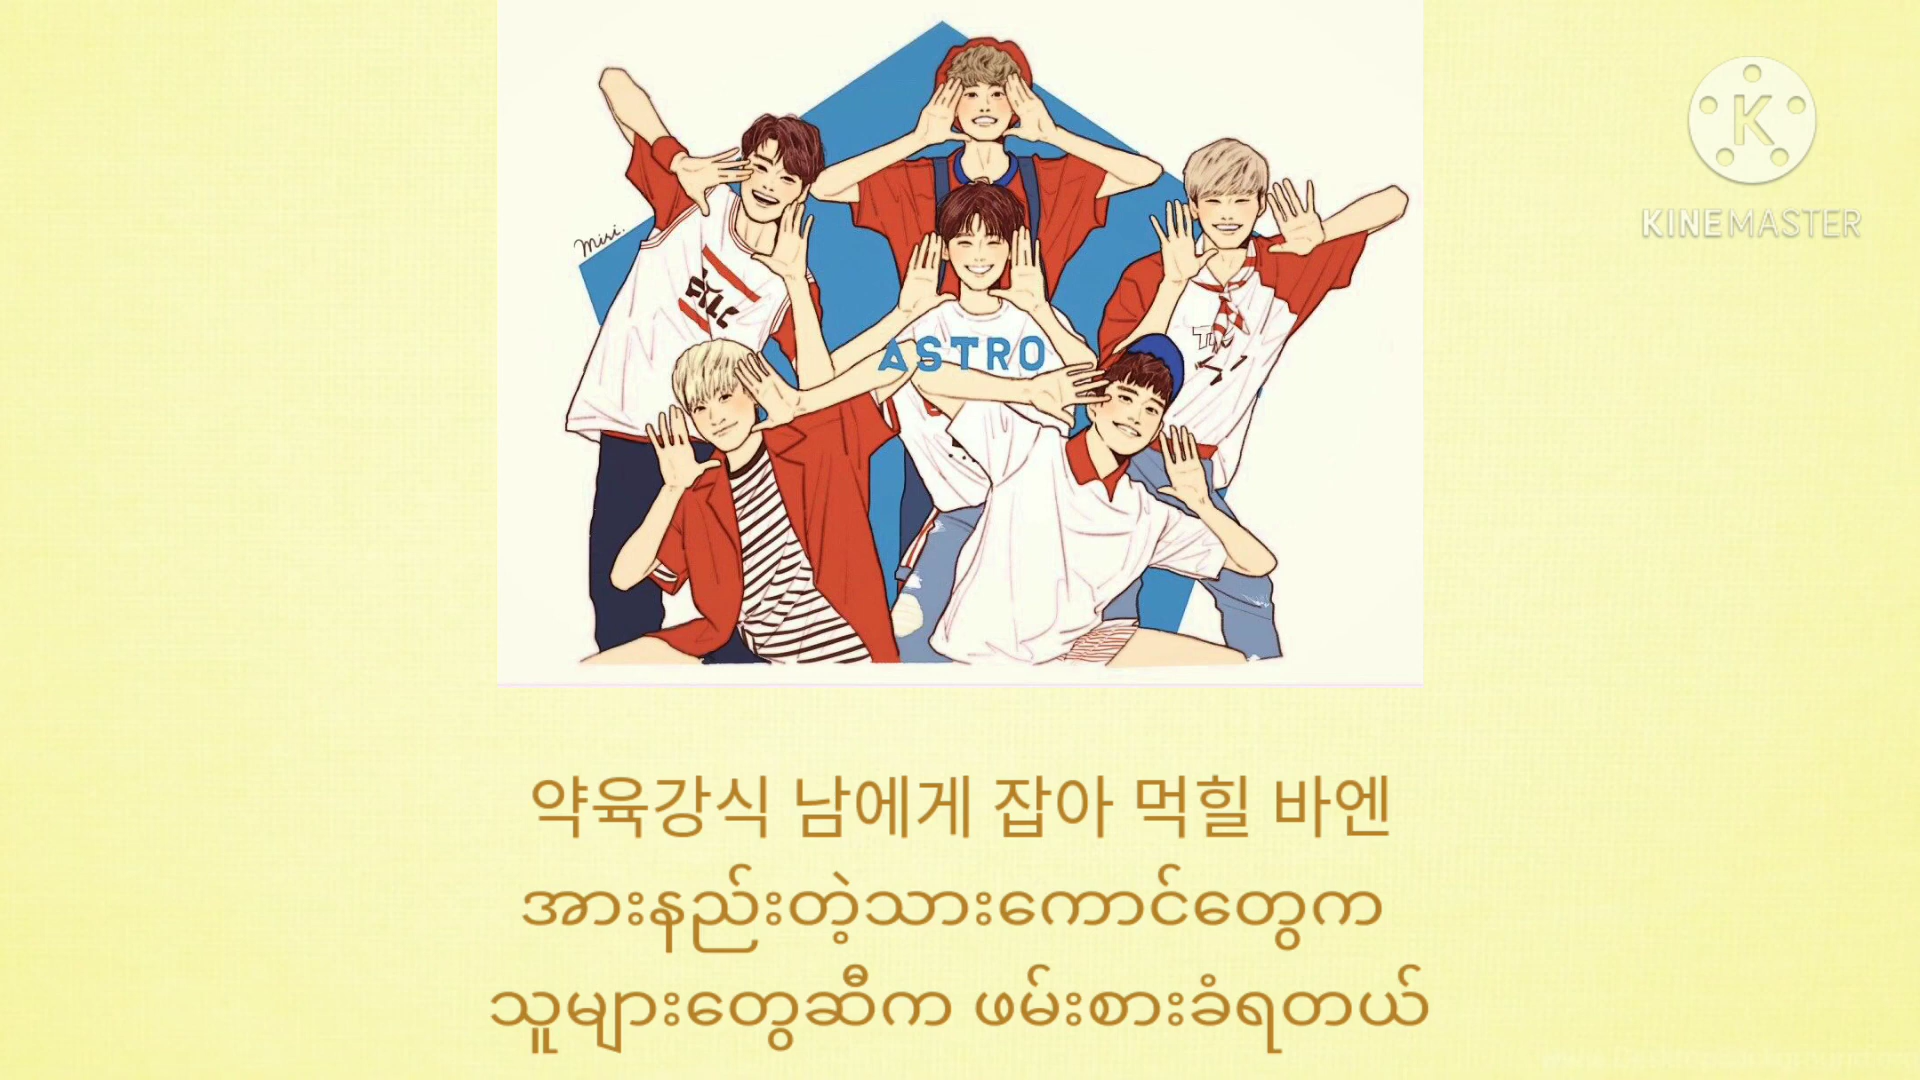 Misi.
ASTRO
KINEMASTER
약육강식 남에게 잡아 먹힐 바엔
အားနည်းတဲ့သားကောင်တွေက
သူများတွေဆီက ဖမ်းစားခံရတယ်